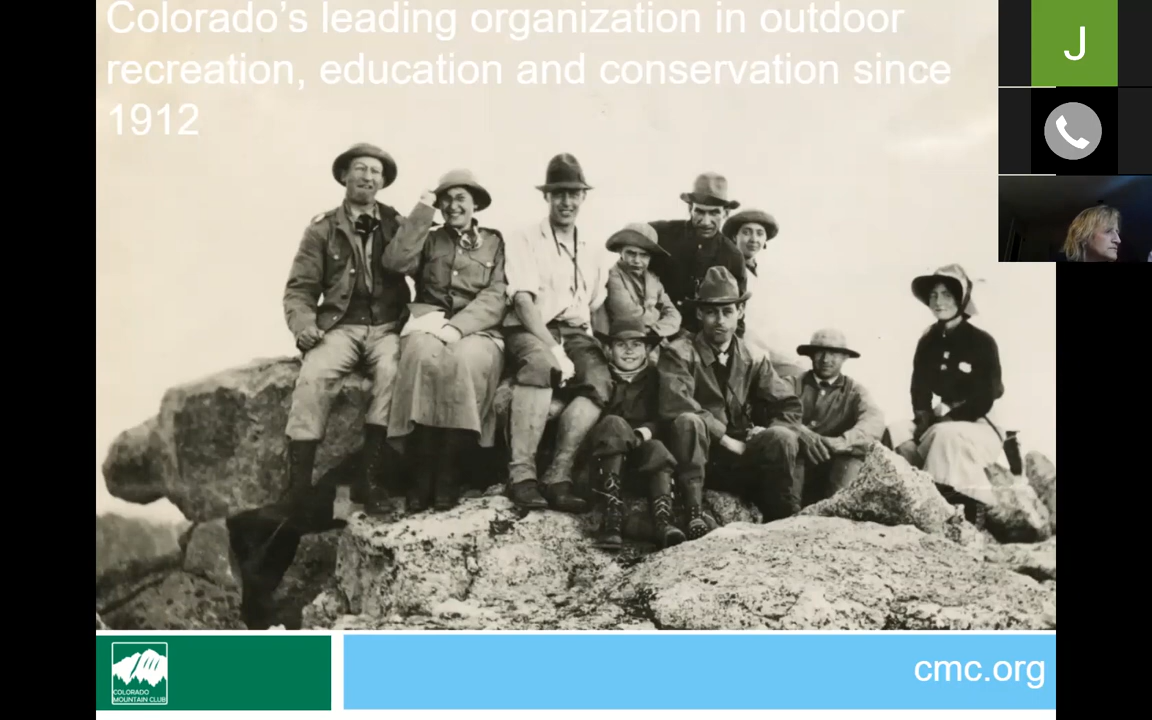 Colorado’s leading organization in outdoor
recreation, education and conservation since
1912
J
COLORADO
MOUNTAIN CLUB
cmc.org